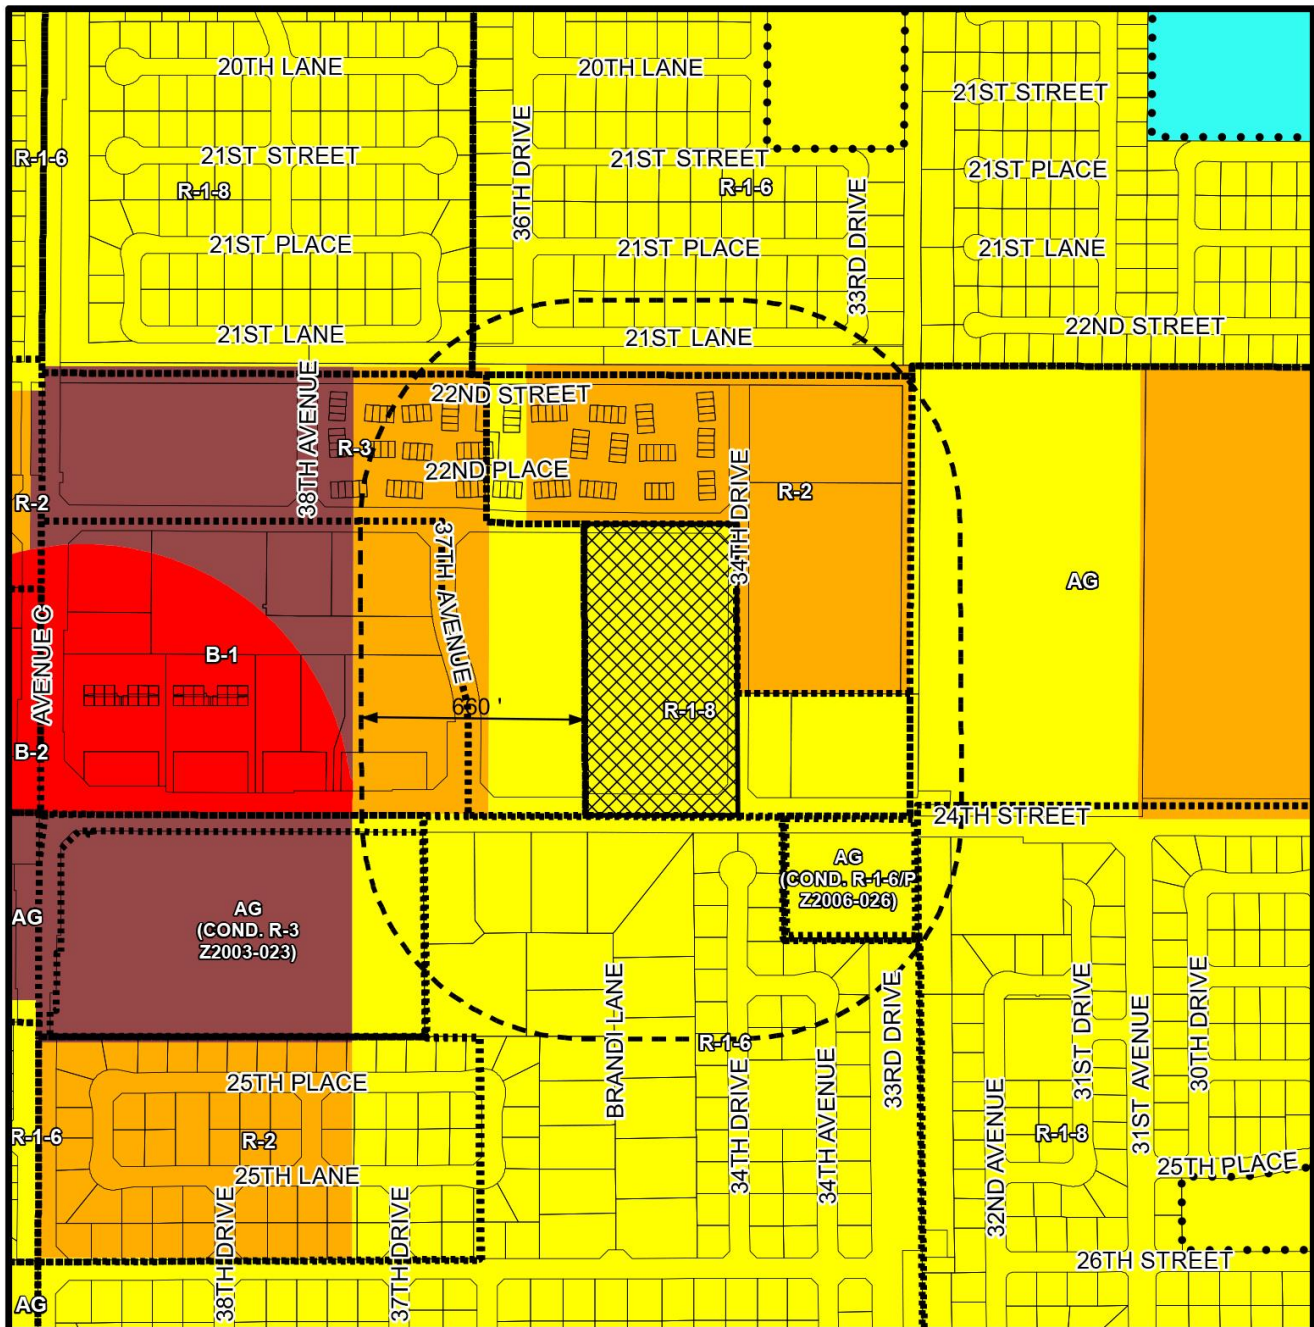 20TH LANE
20TH LANE
21ST STREET
R-1-6
21ST STREET
21ST STREET
36TH DRIVE
21ST PLACE
R-1-8
R-1-6
33RD DRIVE
21ST PLACE
21ST PLACE
21ST LANE
21ST LANE
21ST LANE
22ND STREET
22ND STREET
38TH AVENUE
R-3
22ND PLACE
R-2
R-2
34TH DRIVE
37TH AVENUE
AG
AVENUE C
B-1
660 '
R-1-8
B-2
24TH STREET
AG
(COND. R-1-6/P
Z2006-026)
AG
AG
(COND. R-3
Z2003-023)
BRANDI LANE
33RD DRIVE
31ST DRIVE
30TH DRIVE
R-1-6
25TH PLACE
34TH DRIVE
34TH AVENUE
32ND AVENUE
31ST AVENUE
R-1-6
R-2
R-1-8
25TH LANE
25TH PLACE
38TH DRIVE
37TH DRIVE
26TH STREET
AG